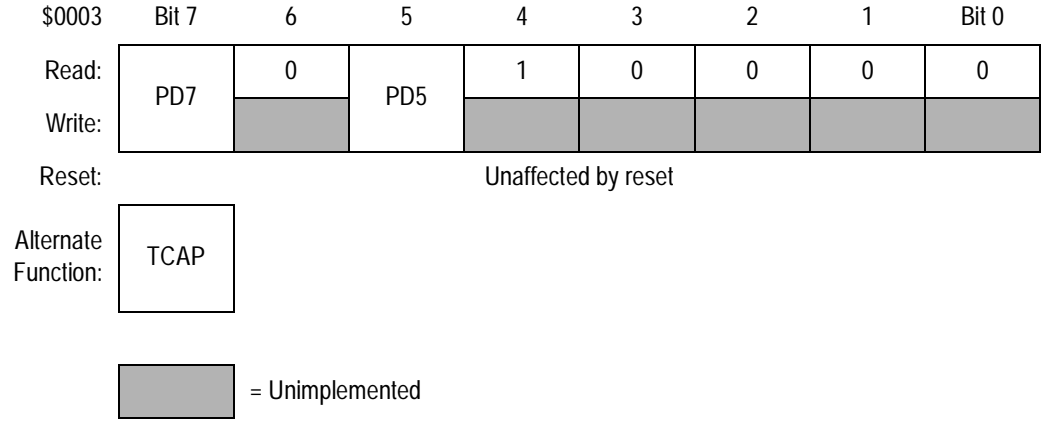 $0003 Bit 7 6 5 4 3 2 1 Bit 0
Read: PD7 0 PD5 1 0 0 0 0
Write:
Reset: Unaffected by reset
Alternate
Function: TCAP
= Unimplemented